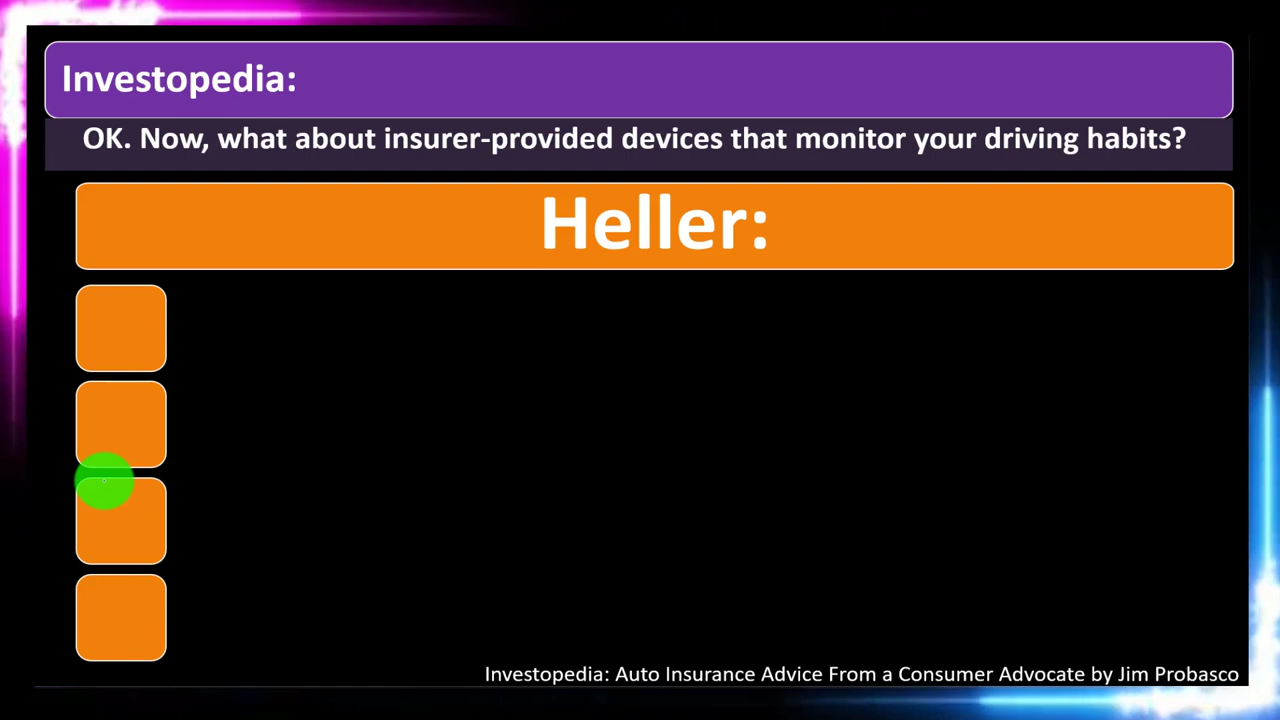 Investopedia:
OK. Now, what about insurer-provided devices that monitor your driving habits?
Heller:
Investopedia: Auto Insurance Advice From a Consumer Advocate by Jim Probasco